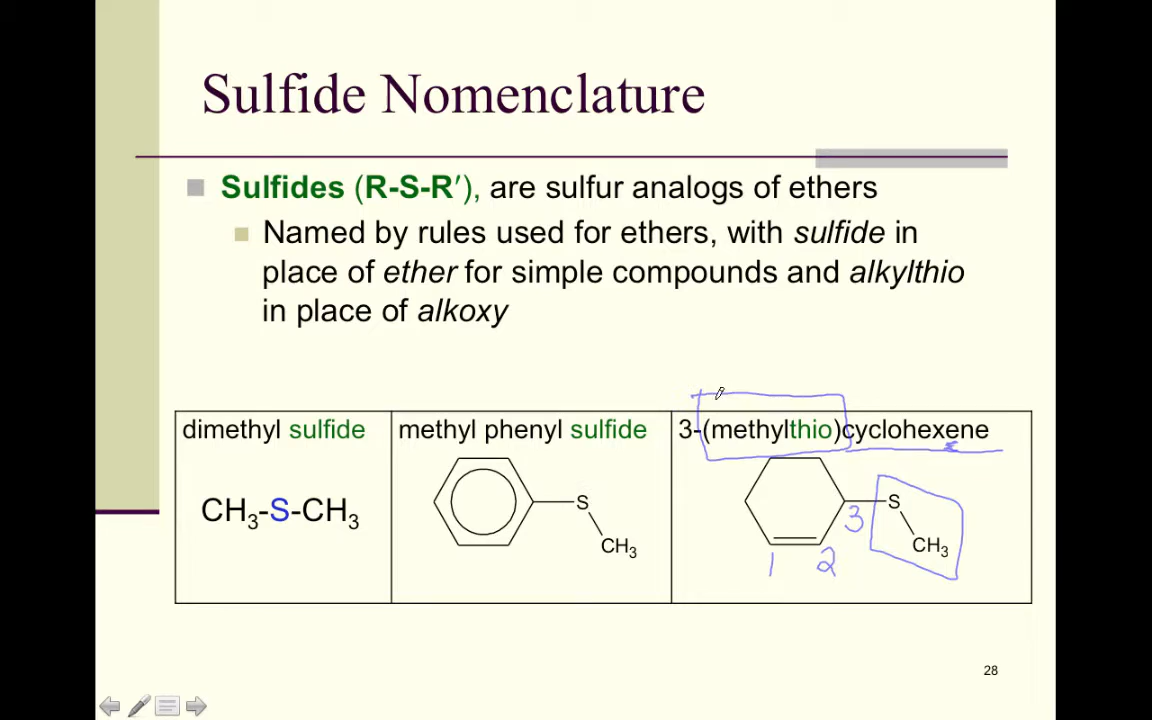 Sulfide Nomenclature
Sulfides (R-S-R′), are sulfur analogs of ethers
Named by rules used for ethers, with sulfide in
place of ether for simple compounds and alkylthio
in place of alkoxy
dimethyl sulfide
CH3-S-CH3
methyl phenyl sulfide
S
CH3
3-(methylthio)cyclohexene
S
3
CH3
1 2
28